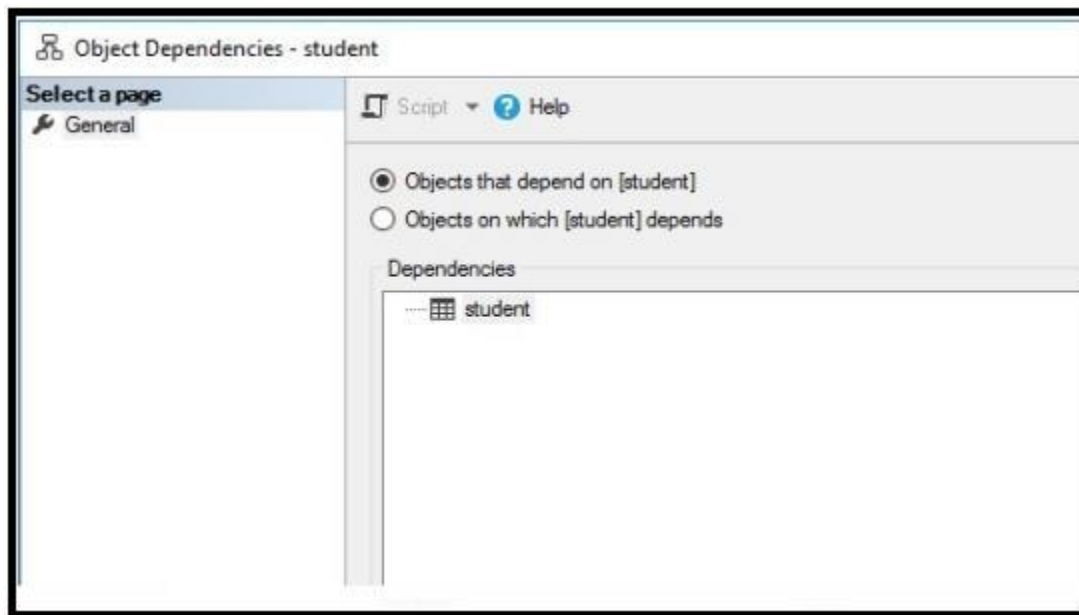 Object Dependencies - student
Select a page
General
Script
Help
Objects that depend on [student]
Objects on which [student] depends
Dependencies
student